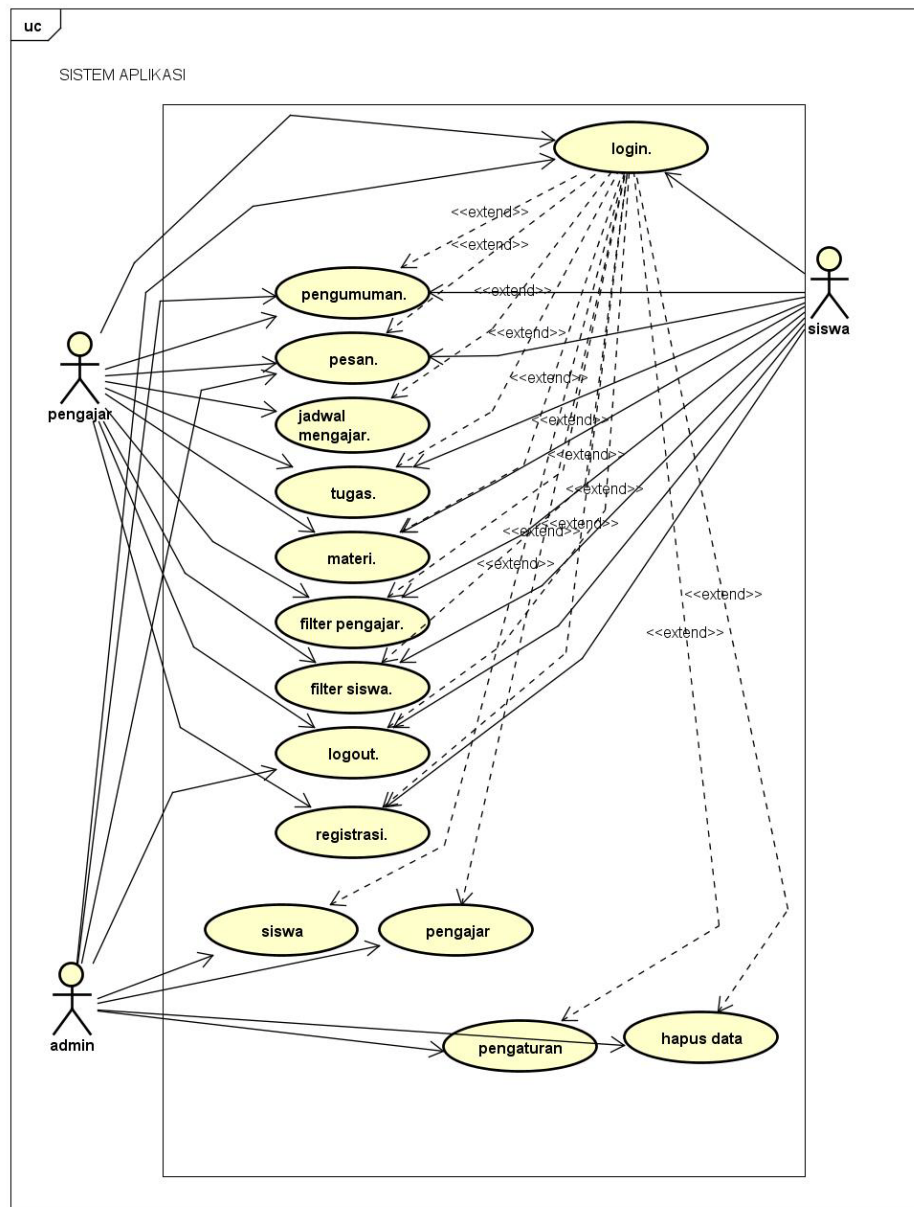 uc
SISTEM APLIKASI
login.
<<extend>>
<<extend>>
pengumuman.
<<extend>>
siswa
<<extend>>
pesan.
pengajar
<<extend>>
jadwal
mengajar.
<<extend>>
<<extend>>
tugas.
<<extend>>
<<extend>>
<<extend>>
materi.
<<extend>>
<<extend>>
filter pengajar.
<<extend>>
filter siswa.
logout.
registrasi.
siswa
pengajar
admin
pengaturan
hapus data